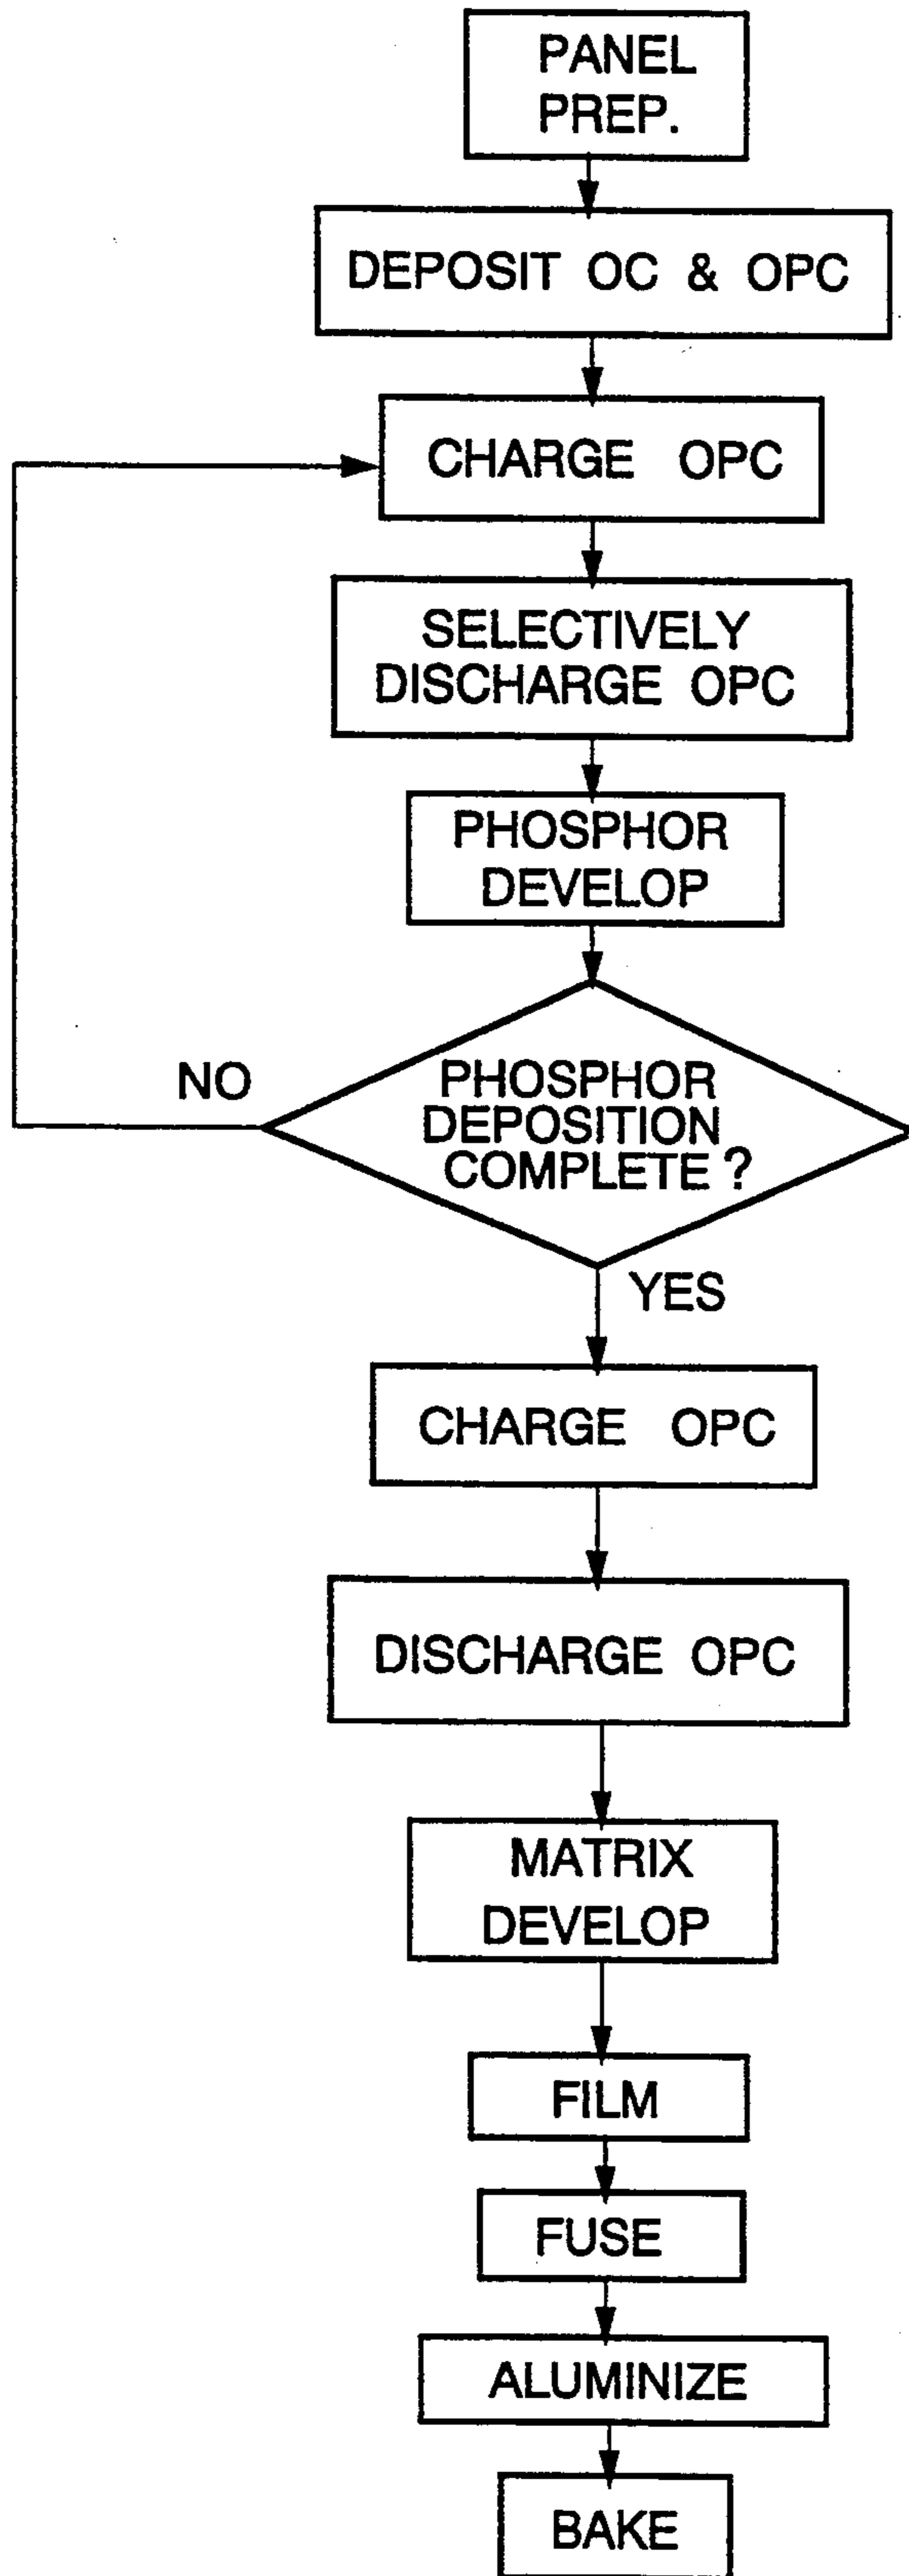 PANEL
PREP.
DEPOSIT OC & OPC
CHARGE OPC
SELECTIVELY
DISCHARGE OPC
PHOSPHOR
DEVELOP
NO
PHOSPHOR
DEPOSITION
COMPLETE ?
YES
CHARGE OPC
DISCHARGE OPC
MATRIX
DEVELOP
FILM
FUSE
ALUMINIZE
BAKE